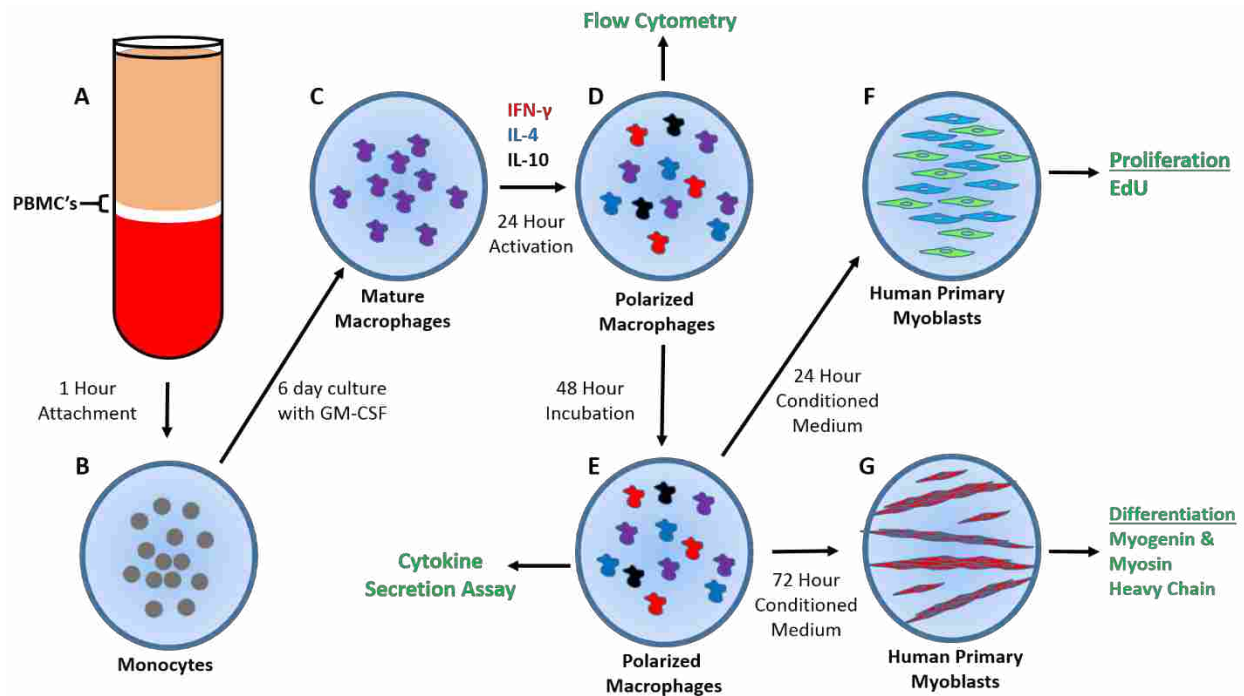 Flow Cytometry
A
PBMC's
1 Hour
Attachment
B
Monocytes
6 day culture
with GM-CSF
C
Mature
Macrophages
IFN-γ
IL-4
IL-10
24 Hour
Activation
D
Polarized
Macrophages
48 Hour
Incubation
E
Polarized
Macrophages
Cytokine
Secretion Assay
24 Hour
Conditioned
Medium
F
Human Primary
Myoblasts
Proliferation
EdU
72 Hour
Conditioned
Medium
G
Human Primary
Myoblasts
Differentiation
Myogenin &
Myosin
Heavy Chain